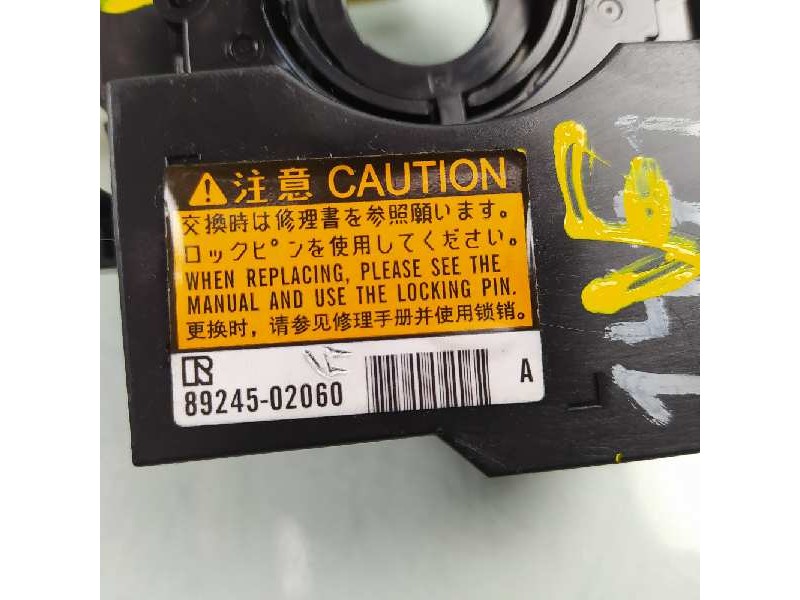 注意 CAUTION
交換時は修理書を参照願います。
ロックピンを使用してください。
WHEN REPLACING, PLEASE SEE THE
MANUAL AND USE THE LOCKING PIN.
更换时，请参见修理手册并使用锁销。
89245-02060
A